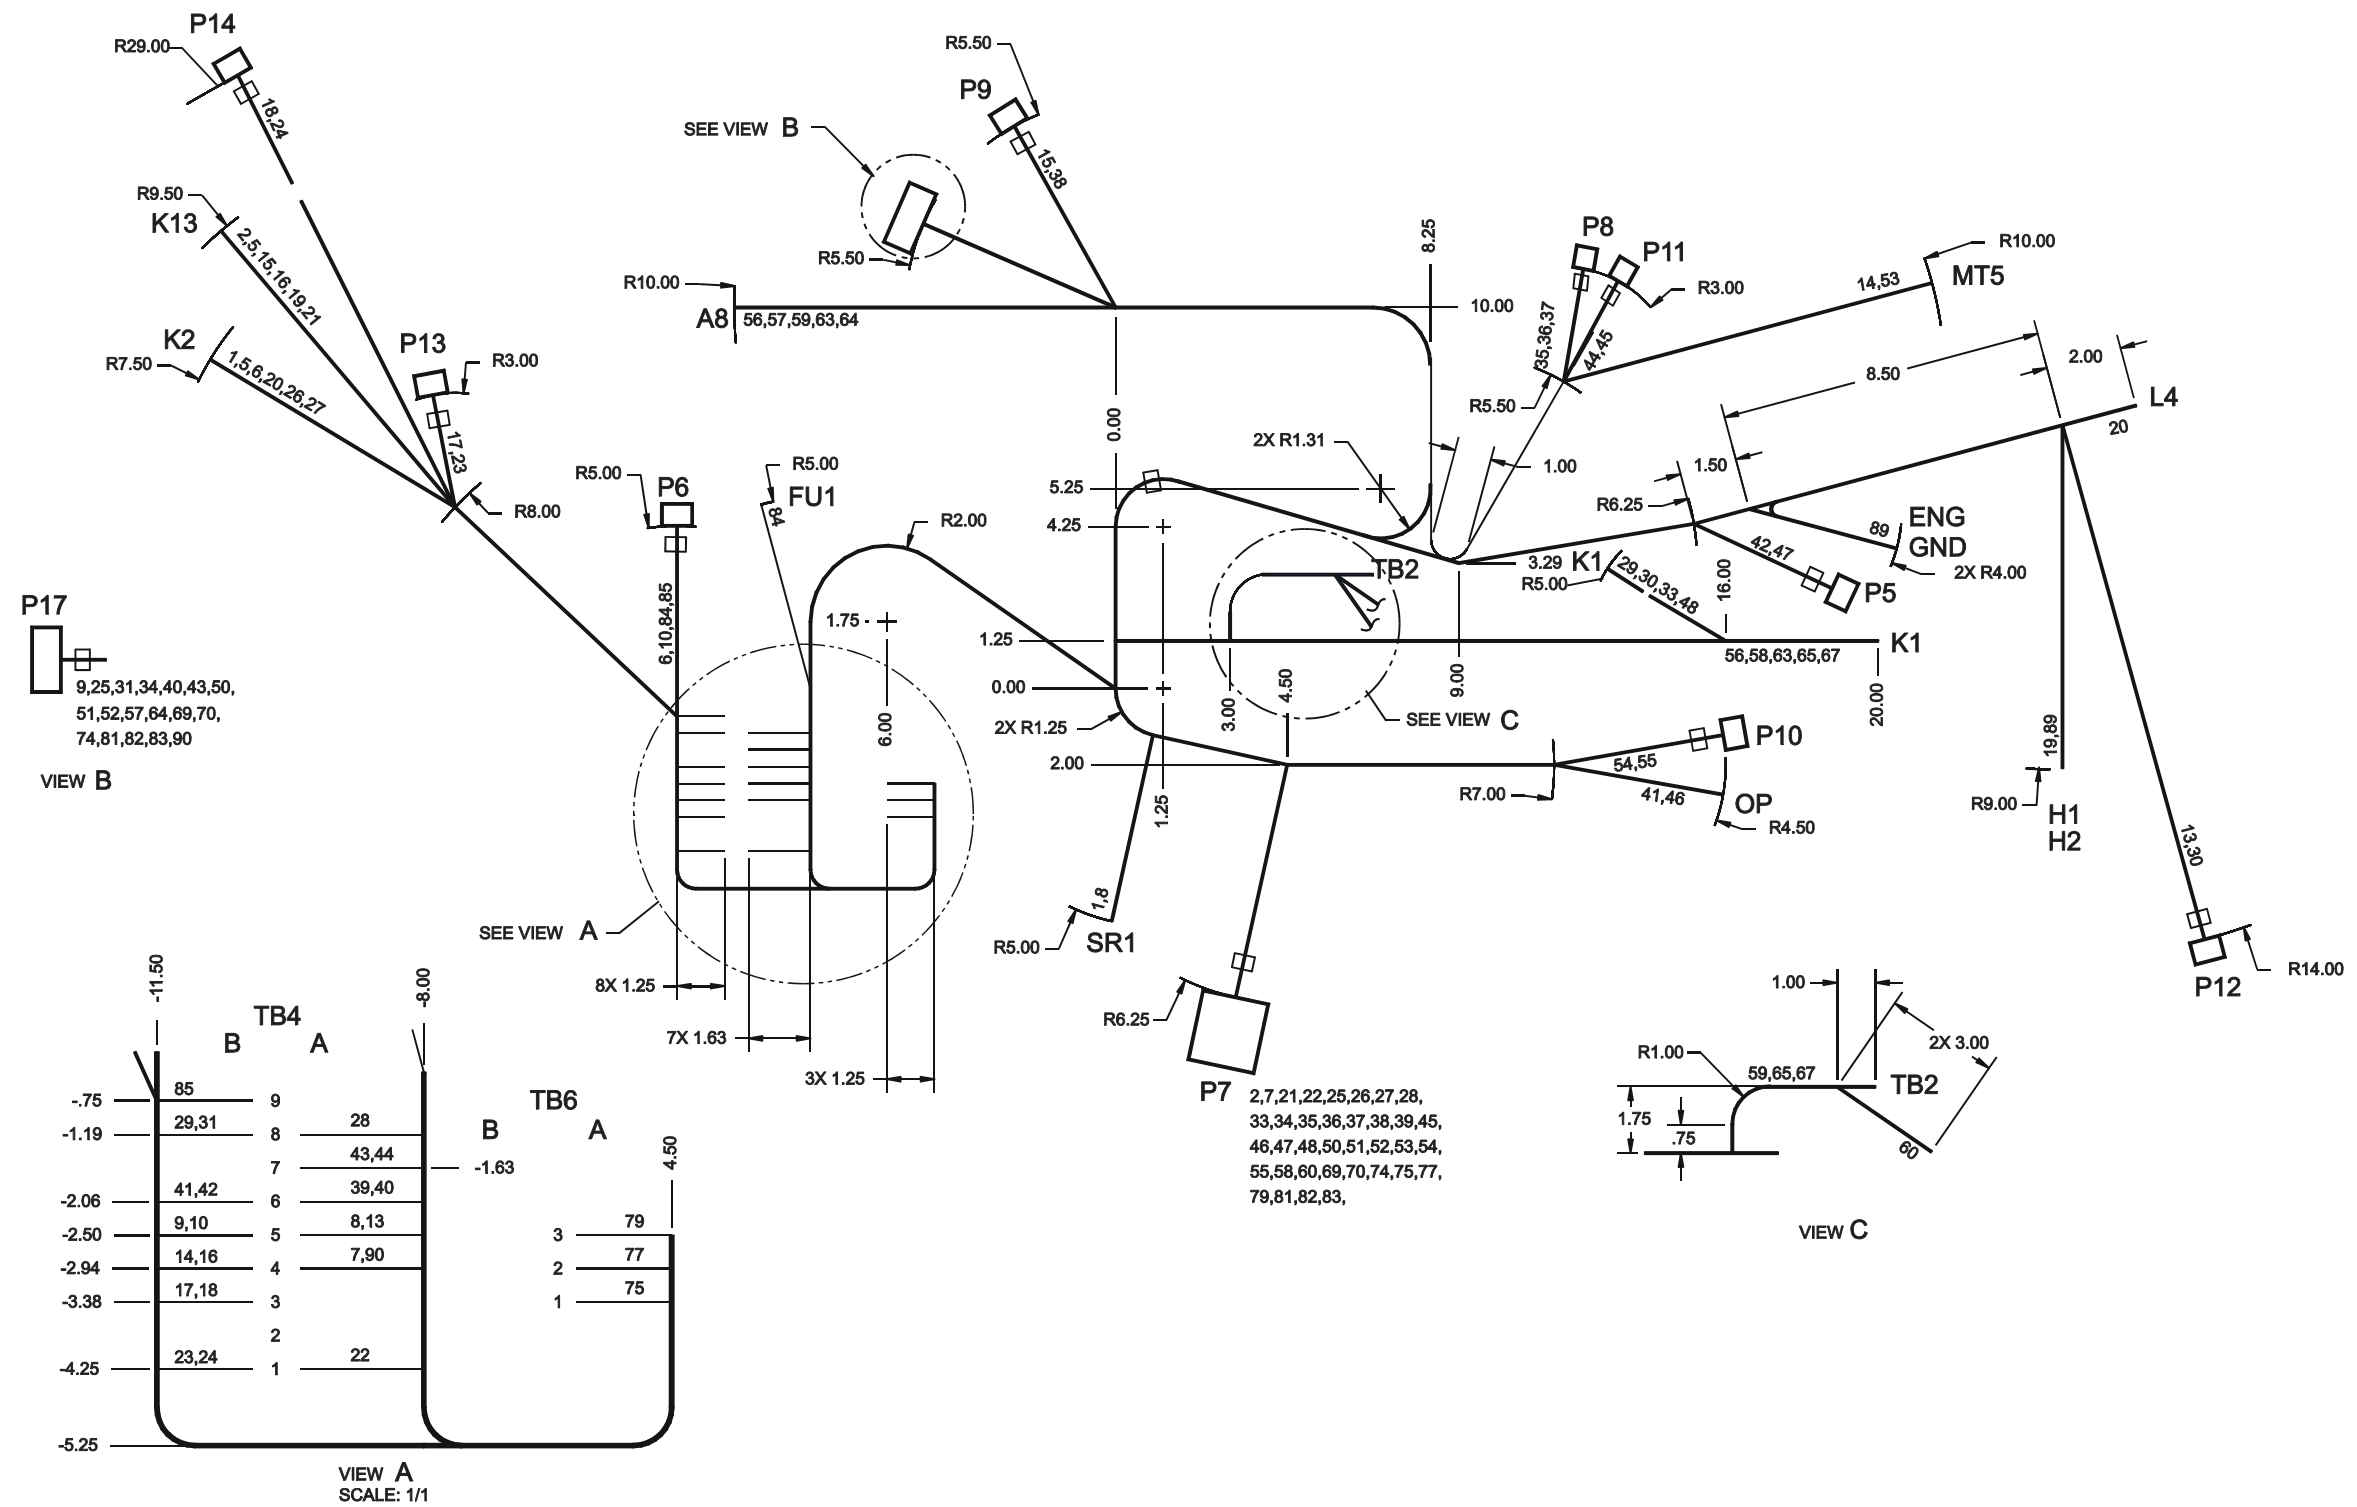 P14
R29.00
18,24
R9.50
K13
2,5,15,16,19,21
K2
R7.50
1,5,6,20,26,27
P13
R3.00
17,23
R8.00
R5.50
P9
15,38
SEE VIEW B
R5.50
R10.00
A8
56,57,59,63,64
8.25
10.00
0.00
P8
P11
R3.00
35,36,37
44,45
R5.50
R10.00
MT5
14,53
8.50
2.00
L4
20
2X R1.31
1.00
1.50
R6.25
5.25
4.25
R5.00
P6
6,10,84,85
R5.00
FU1
84
R2.00
1.75
6.00
TB2
3.29
K1
R5.00
29,30,33,48
16.00
42,47
P5
89
ENG
GND
2X R4.00
1.25
0.00
2X R1.25
2.00
1.25
3.00
4.50
9.00
SEE VIEW C
56,58,63,65,67
K1
20.00
P17
9,25,31,34,40,43,50,
51,52,57,64,69,70,
74,81,82,83,90
VIEW B
R7.00
54,55
P10
41,46
OP
R4.50
19,89
R9.00
H1
H2
13,30
P12
R14.00
SEE VIEW A
8X 1.25
7X 1.63
3X 1.25
1,8
R5.00
SR1
R6.25
P7
2,7,21,22,25,26,27,28,
33,34,35,36,37,38,39,45,
46,47,48,50,51,52,53,54,
55,58,60,69,70,74,75,77,
79,81,82,83,
1.00
R1.00
2X 3.00
59,65,67
TB2
1.75
.75
60
VIEW C
-11.50
-8.00
TB4
B A
-.75 85 9
-1.19 29,31 8 28
7 43,44 -1.63
-2.06 41,42 6 39,40
-2.50 9,10 5 8,13
-2.94 14,16 4 7,90
-3.38 17,18 3
2
-4.25 23,24 1 22
-5.25
TB6
B A
4.50
3 79
2 77
1 75
VIEW A
SCALE: 1/1